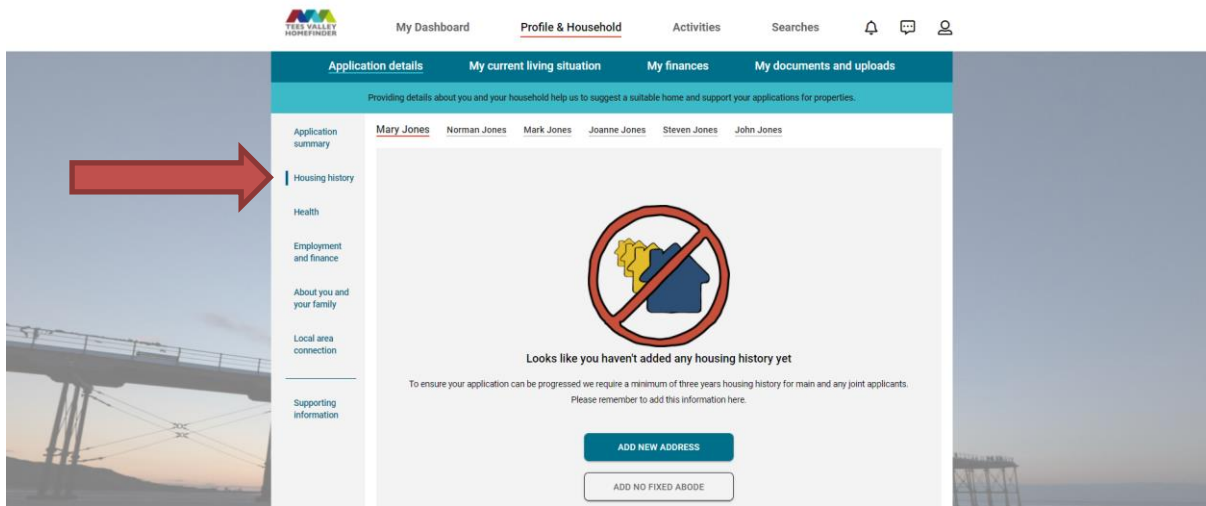 TEES VALLEY
HOMEFINDER
My Dashboard
Profile & Household
Activities
Searches
Application details
My current living situation
My finances
My documents and uploads
Providing details about you and your household help us to suggest a suitable home and support your applications for properties.
Application
summary
Housing history
Health
Employment
and finance
About you and
your family
Local area
connection
Supporting
information
Mary Jones
Norman Jones
Mark Jones
Joanne Jones
Steven Jones
John Jones
Looks like you haven't added any housing history yet
To ensure your application can be progressed we require a minimum of three years housing history for main and any joint applicants.
Please remember to add this information here.
ADD NEW ADDRESS
ADD NO FIXED ABODE